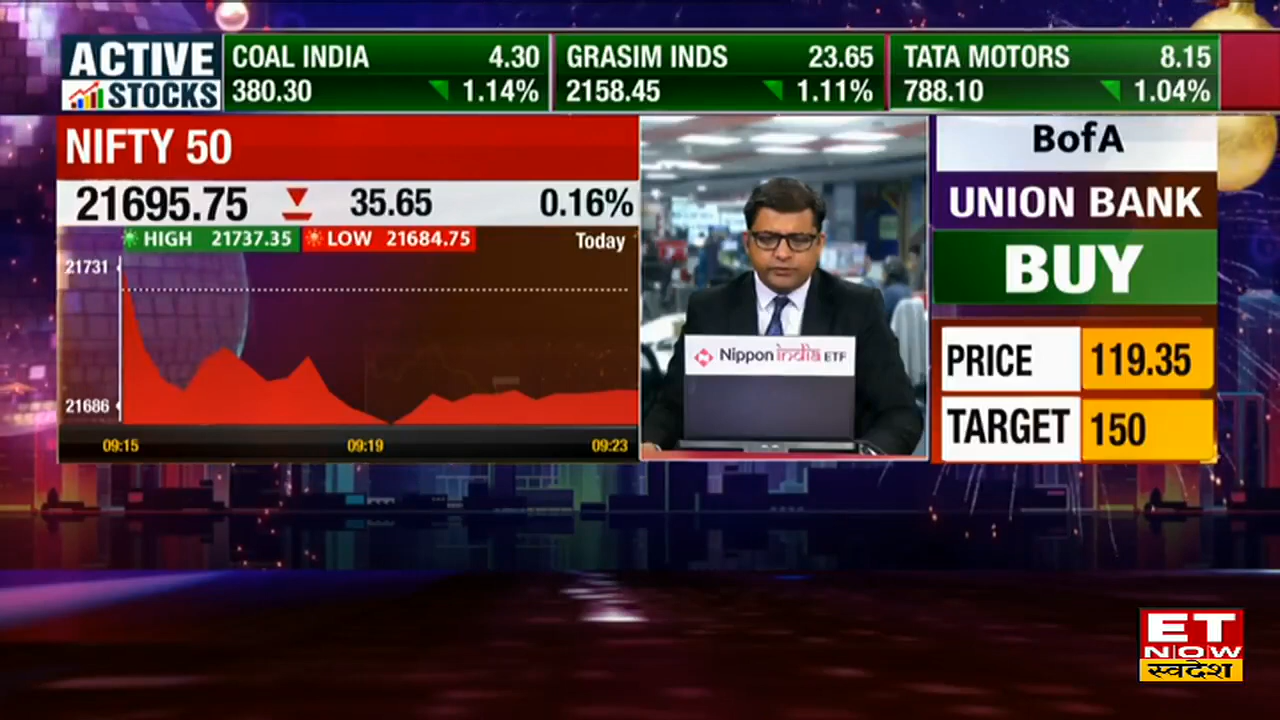 ACTIVE
STOCKS
COAL INDIA 4.30
380.30 1.14%
GRASIM INDS 23.65
2158.45 1.11%
TATA MOTORS 8.15
788.10 1.04%
NIFTY 50
21695.75 35.65 0.16%
HIGH 21737.35 LOW 21684.75 Today
21731
21686
09:15 09:19 09:23
Nippon india ETF
BofA
UNION BANK
BUY
PRICE 119.35
TARGET 150
ET
NOW
स्वदेश